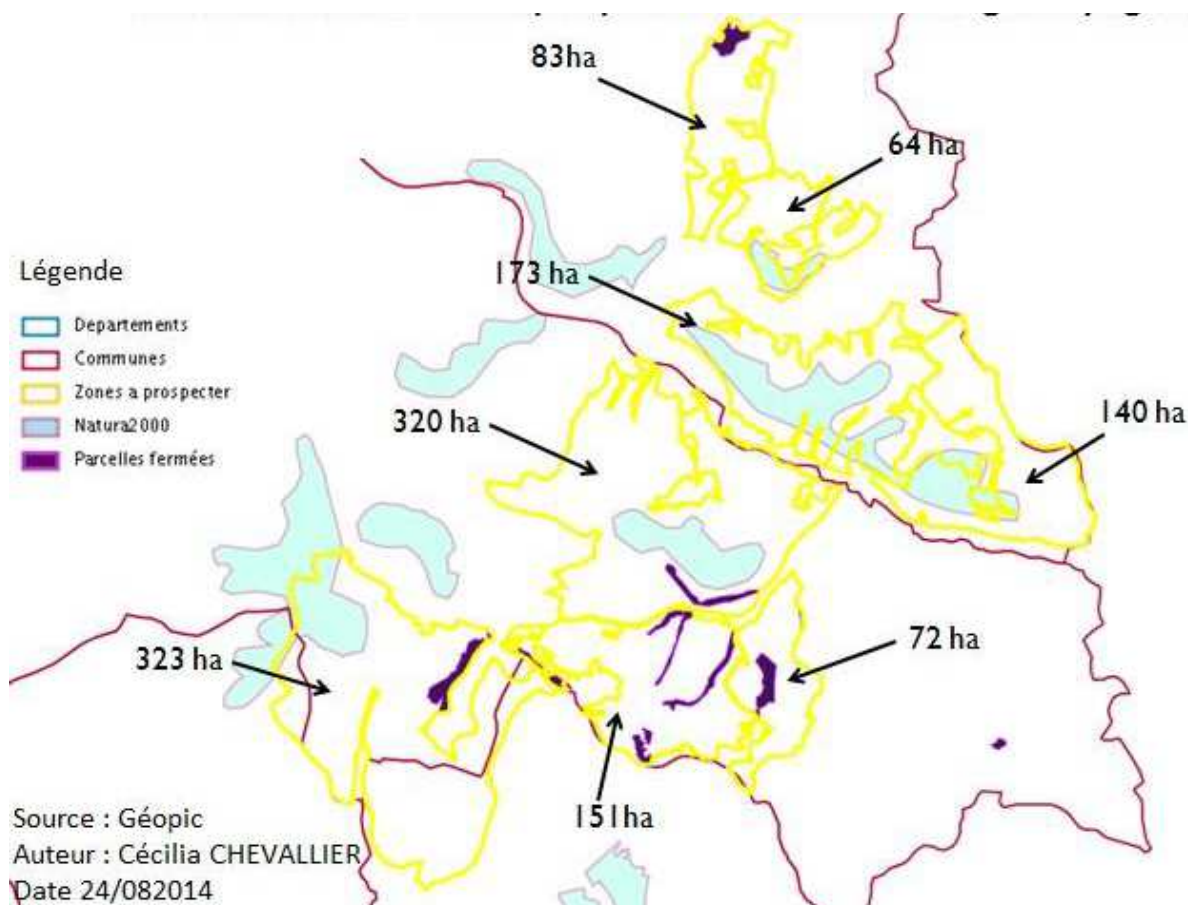 83ha
64 ha
173 ha
Légende
Departements
Communes
Zones a prospecter
Natura2000
Parcelles fermées
320 ha
140 ha
323 ha
72 ha
151ha
Source : Géopic
Auteur : Cécilia CHEVALLIER
Date 24/082014